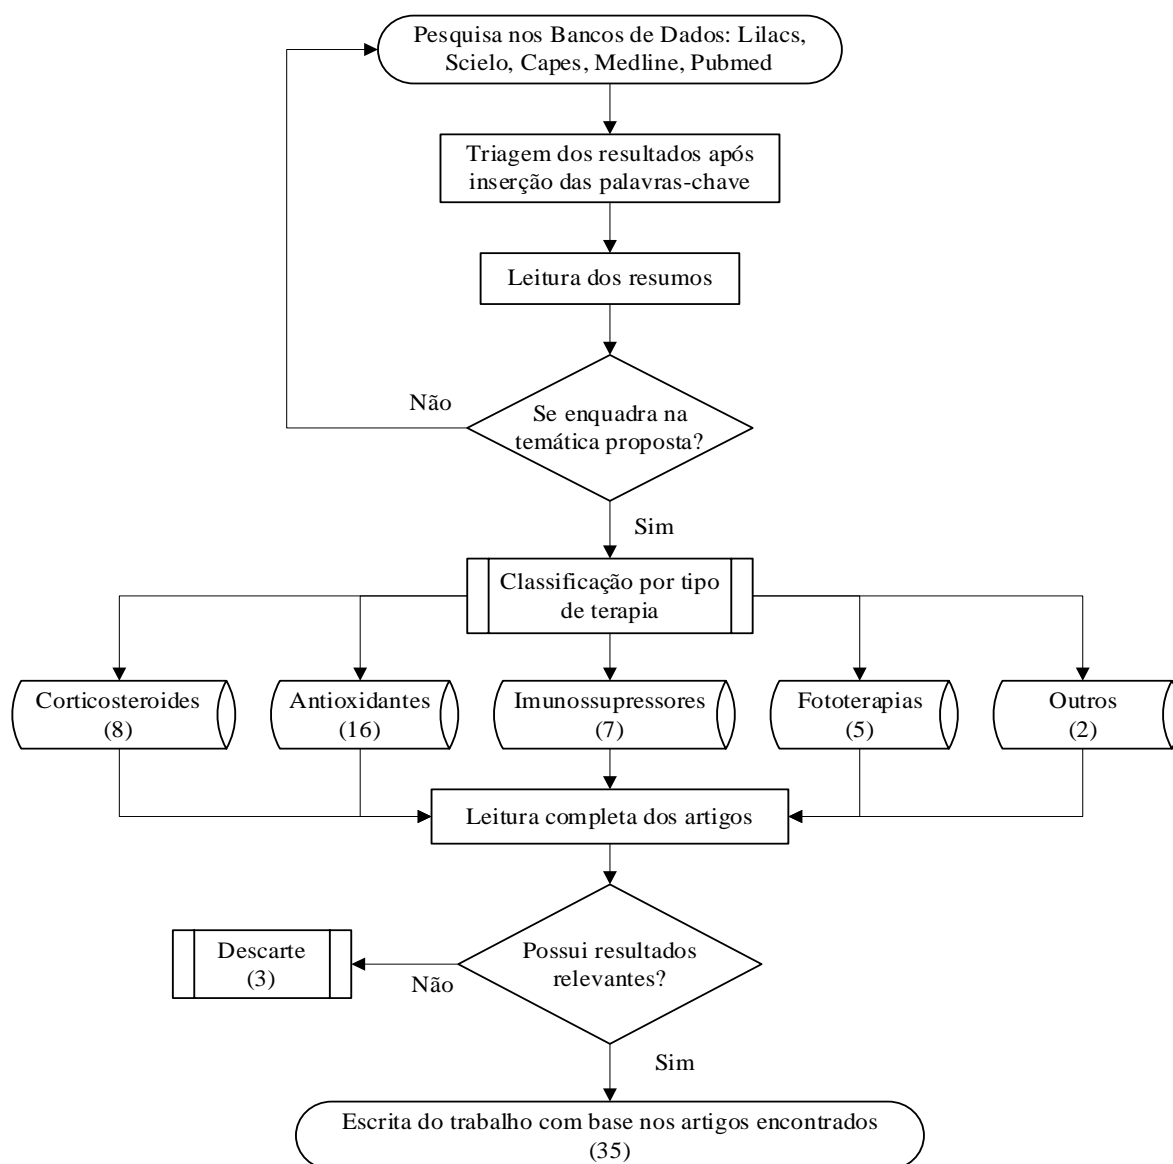 Pesquisa nos Bancos de Dados: Lilacs,
Scielo, Capes, Medline, Pubmed
Triagem dos resultados após
inserção das palavras-chave
Leitura dos resumos
Não
Se enquadra na
temática proposta?
Sim
Classificação por tipo
de terapia
Corticosteroides
(8)
Antioxidantes
(16)
Imunossupressores
(7)
Fototerapias
(5)
Outros
(2)
Leitura completa dos artigos
Possui resultados
relevantes?
Não
Descarte
(3)
Sim
Escrita do trabalho com base nos artigos encontrados
(35)